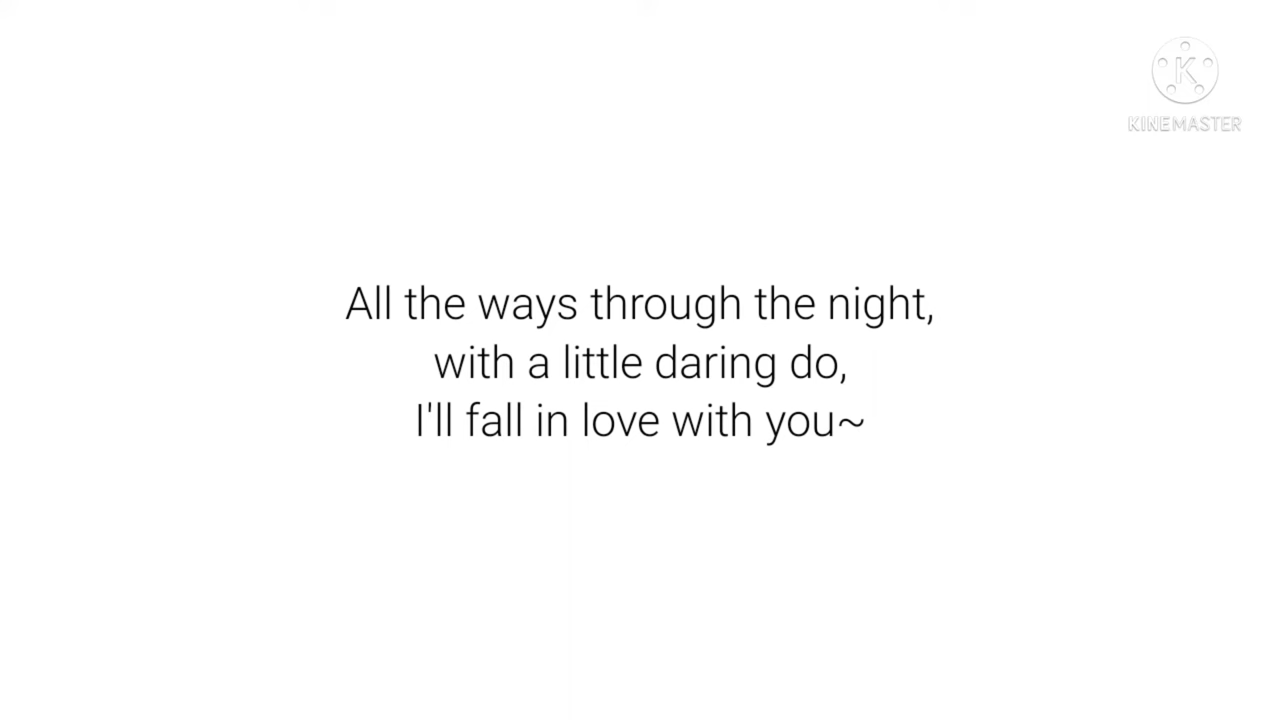 KINEMASTER
All the ways through the night,
with a little daring do,
I'll fall in love with you~